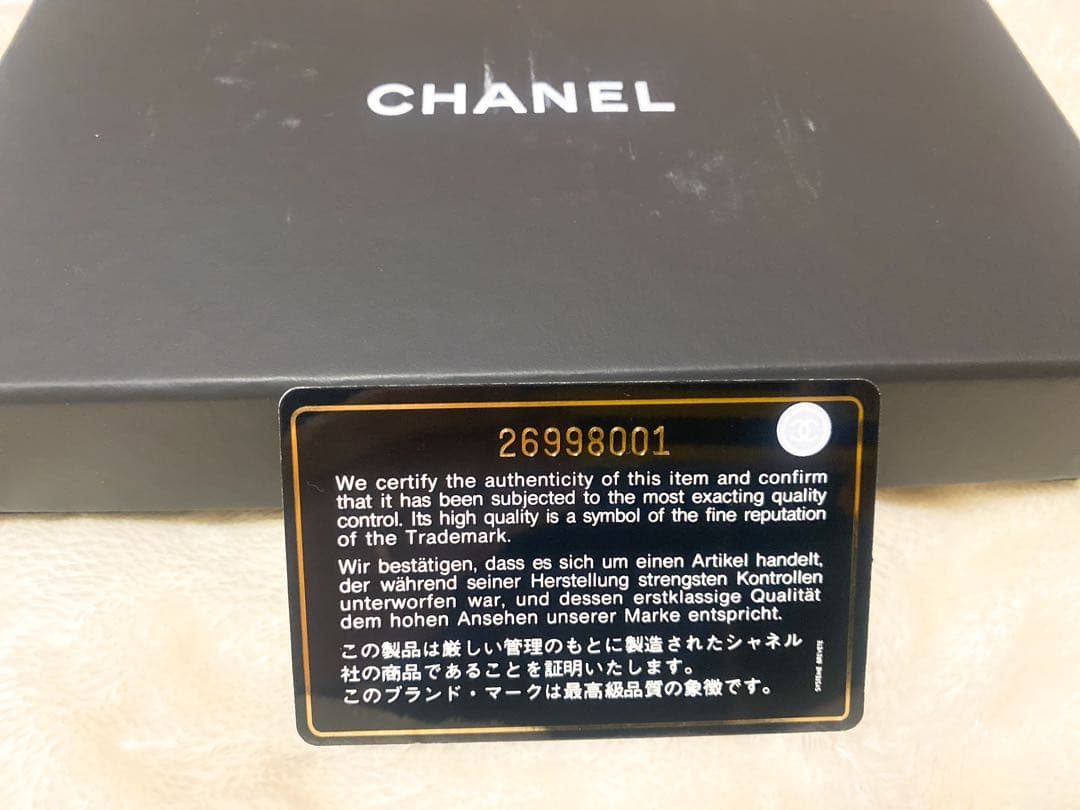 CHANEL
26998001
We certify the authenticity of this item and confirm
that it has been subjected to the most exacting quality
control. Its high quality is a symbol of the fine reputation
of the Trademark.
Wir bestätigen, dass es sich um einen Artikel handelt,
der während seiner Herstellung strengsten Kontrollen
unterworfen war, und dessen erstklassige Qualität
dem hohen Ansehen unserer Marke entspricht.
この製品は厳しい管理のもとに製造されたシャネル
社の商品であることを証明いたします。
このブランド・マークは最高級品質の象徴です。
SYSTEME BREVETE